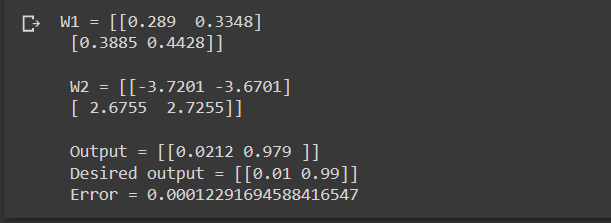 W1 = [[0.289  0.3348]
[0.3885 0.4428]]
W2 = [[-3.7201 -3.6701]
[ 2.6755  2.7255]]
Output = [[0.0212 0.979 ]]
Desired output = [[0.01 0.99]]
Error = 0.00012291694588416547